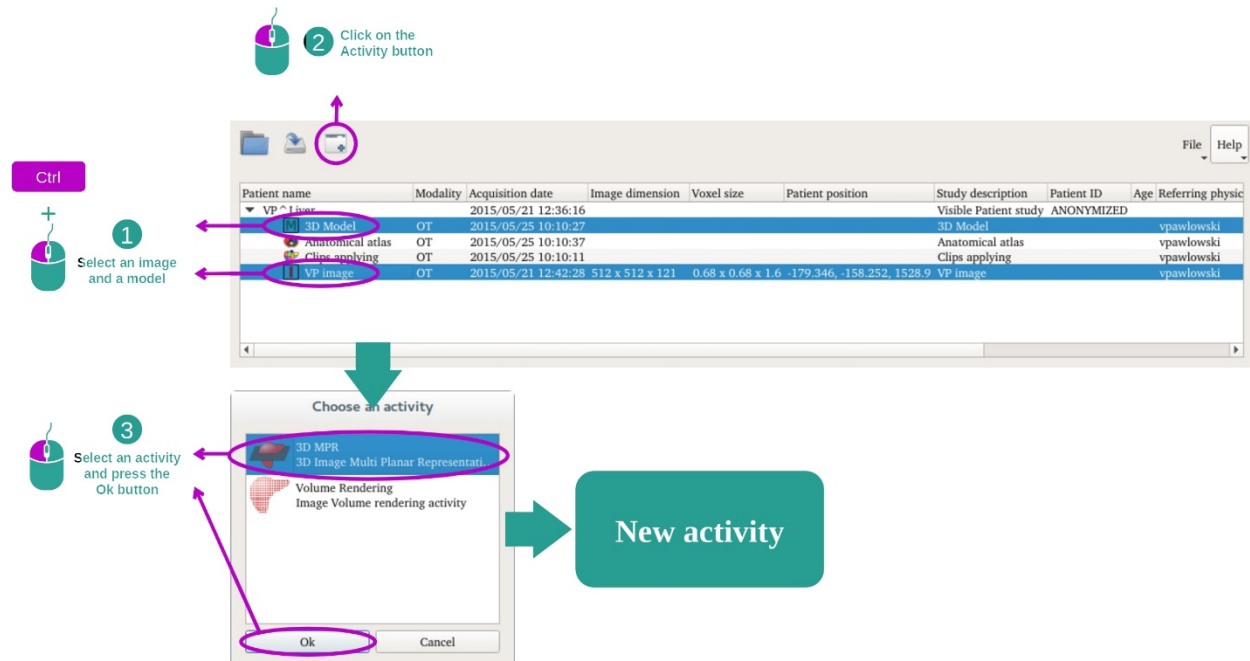 2 Click on the
Activity button
File Help
Ctrl
+
1
Select an image
and a model
Patient name Modality Acquisition date Image dimension Voxel size Patient position Study description Patient ID Age Referring physic
VP^Liver 2015/05/21 12:36:16 Visible Patient study ANONYMIZED
M 3D Model OT 2015/05/25 10:10:27 3D Model vpawlowski
Anatomical atlas OT 2015/05/25 10:10:37 Anatomical atlas vpawlowski
Clips applying OT 2015/05/25 10:10:11 Clips applying vpawlowski
I VP image OT 2015/05/21 12:42:28 512 x 512 x 121 0.68 x 0.68 x 1.6 -179.346, -158.252, 1528.9 VP image vpawlowski
Choose an activity
3
Select an activity
and press the
Ok button
3D MPR
3D Image Multi Planar Representati..
Volume Rendering
Image Volume rendering activity
Ok Cancel
New activity